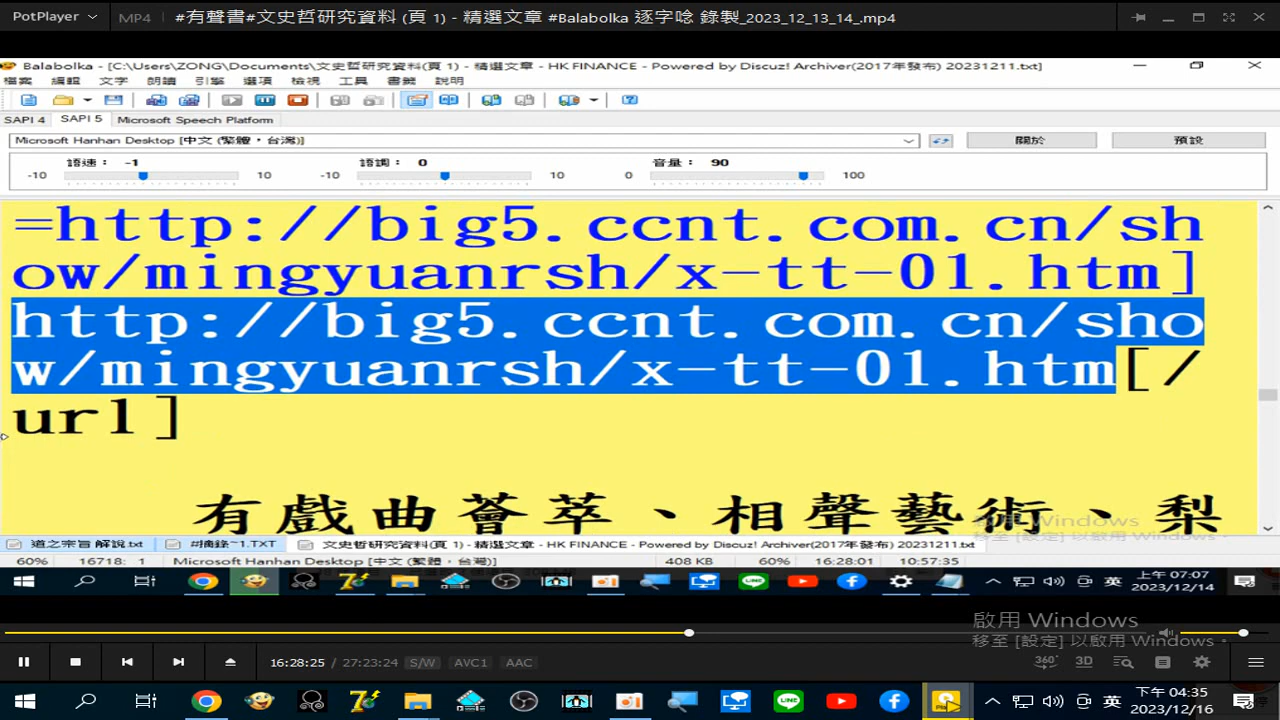 PotPlayer
MP4
#有聲書#文史哲研究資料 (頁 1) - 精選文章 #Balabolka 逐字唸 錄製_2023_12_13_14_.mp4
Balabolka - [C:\Users\ZONG\Documents\文史哲研究資料(頁 1) - 精選文章 - HK FINANCE - Powered by Discuz! Archiver(2017年發布) 20231211.txt]
檔案 編輯 文字 朗讀 引擎 選項 檢視 工具 書籤 說明
SAPI 4 SAPI 5 Microsoft Speech Platform
Microsoft Hanhan Desktop [中文 (繁體，台灣)]
關於
預設
語速： -1 語調： 0 音量： 90
-10 10 -10 10 0 100
=http://big5.ccnt.com.cn/sh
ow/mingyuanrsh/x-tt-01.htm]
http://big5.ccnt.com.cn/sho
w/mingyuanrsh/x-tt-01.htm[/
url]
有戲曲薈萃、相聲藝術、梨
啟用 Windows
移至 [設定] 以啟用 Windows。
道之宗旨 解說.txt #摘錄~1.TXT 文史哲研究資料(頁 1) - 精選文章 - HK FINANCE - Powered by Discuz! Archiver(2017年發布) 20231211.txt
60% 16718: 1 Microsoft Hanhan Desktop [中文 (繁體，台灣)] 408 KB 60% 16:28:01 10:57:35
英 上午 07:07
2023/12/14
啟用 Windows
移至 [設定] 以啟用 Windows。
16:28:25 / 27:23:24 S/W AVC1 AAC
360° 3D
英 下午 04:35
2023/12/16